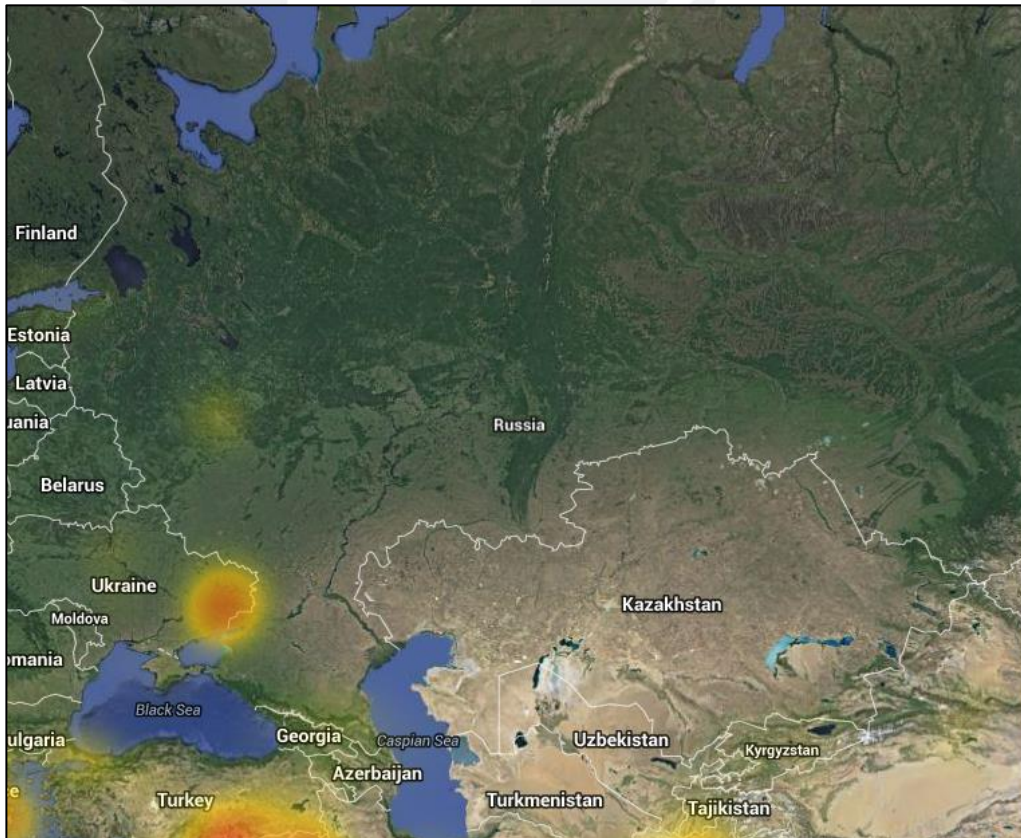 Finland
Estonia
Latvia
uania
Russia
Belarus
Ukraine
Kazakhstan
Moldova
omania
Black Sea
ulgaria
Georgia
Caspian Sea
Uzbekistan
Kyrgyzstan
Azerbaijan
ce
Turkey
Turkmenistan
Tajikistan